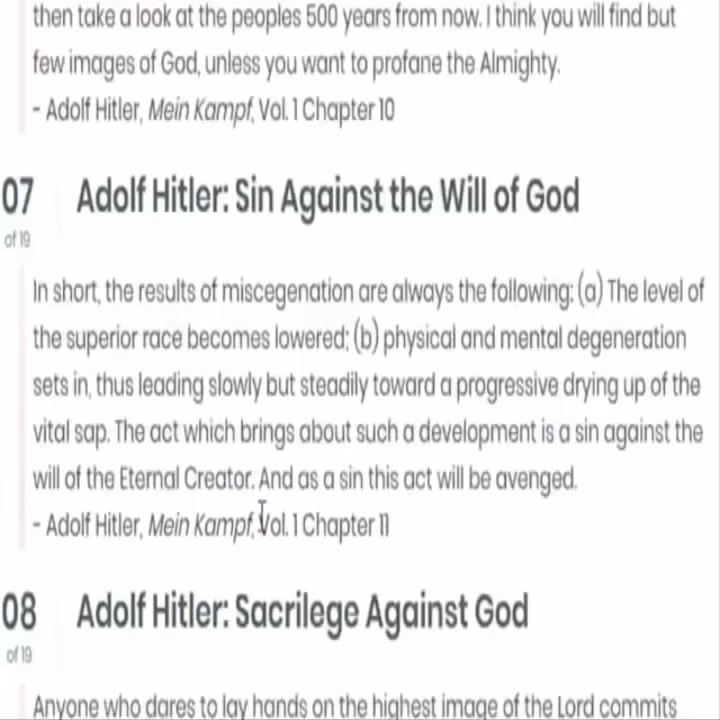 then take a look at the peoples 500 years from now. I think you will find but
few images of God, unless you want to profane the Almighty.
- Adolf Hitler, Mein Kampf, Vol. 1 Chapter 10
07 Adolf Hitler: Sin Against the Will of God
of 19
In short, the results of miscegenation are always the following: (a) The level of
the superior race becomes lowered; (b) physical and mental degeneration
sets in, thus leading slowly but steadily toward a progressive drying up of the
vital sap. The act which brings about such a development is a sin against the
will of the Eternal Creator. And as a sin this act will be avenged.
- Adolf Hitler, Mein Kampf, Vol. 1 Chapter 11
08 Adolf Hitler: Sacrilege Against God
of 19
Anyone who dares to lay hands on the highest image of the Lord commits